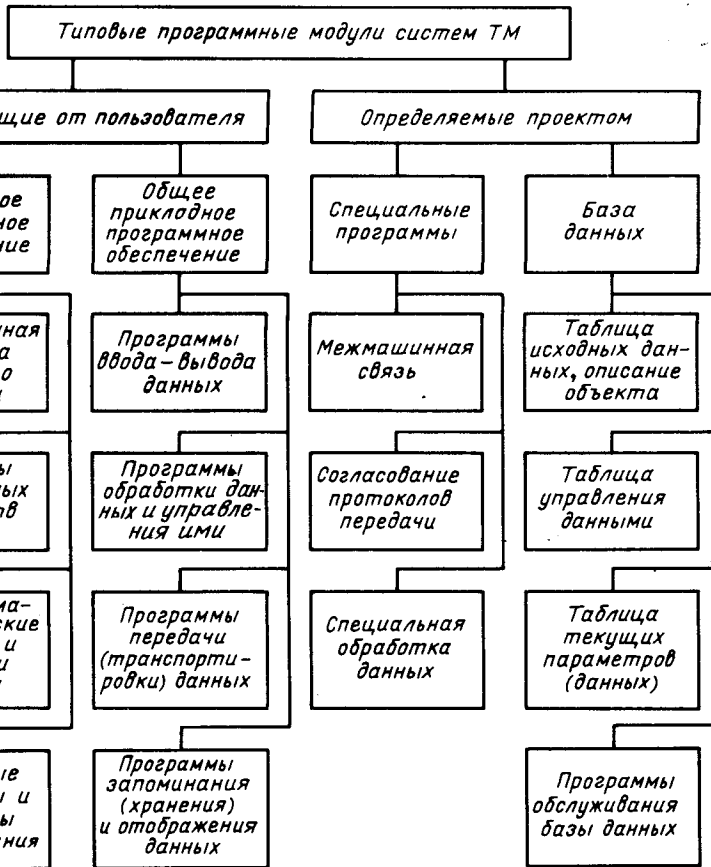 Типовые программные модули систем ТМ
от пользователя
Определяемые проектом
Общее
прикладное
программное
обеспечение
Специальные
программы
База
данных
Программы
ввода-вывода
данных
Межмашинная
связь
Таблица
исходных дан-
ных, описание
объекта
Программы
обработки дан-
ных и управле-
ния ими
Согласование
протоколов
передачи
Таблица
управления
данными
Программы
передачи
(транспорти-
ровки) данных
Специальная
обработка
данных
Таблица
текущих
параметров
(данных)
Программы
запоминания
(хранения)
и отображения
данных
Программы
обслуживания
базы данных